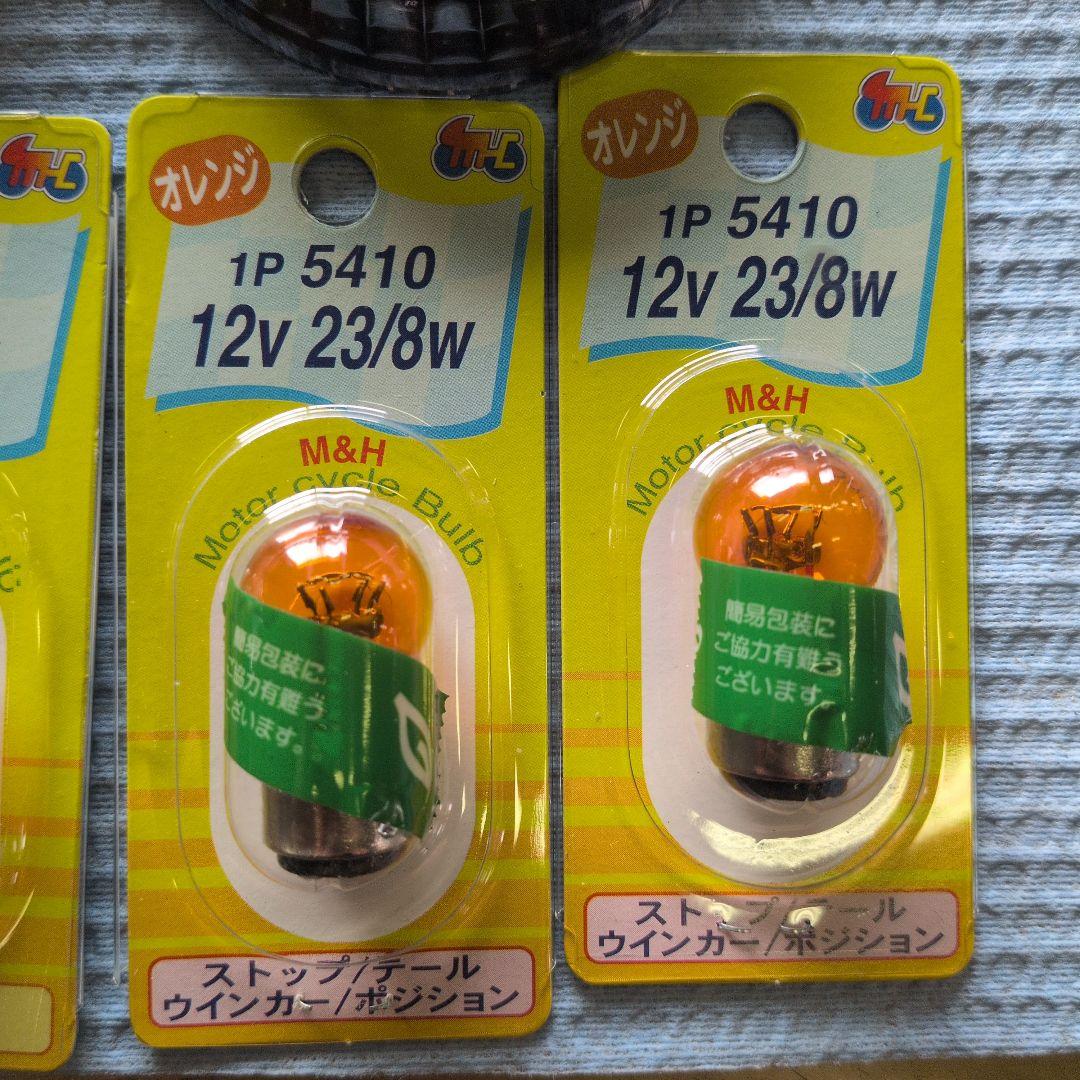 MHC
MHC
オレンジ
1P 5410
12v 23/8w
M&H
Motor cycle Bulb
簡易包装に
ご協力有難う
ございます。
ストップ/テール
ウインカー/ポジション
MHC
オレンジ
1P 5410
12v 23/8w
M&H
Motor cycle Bulb
簡易包装に
ご協力有難う
ございます
ストップ/テール
ウインカー/ポジション